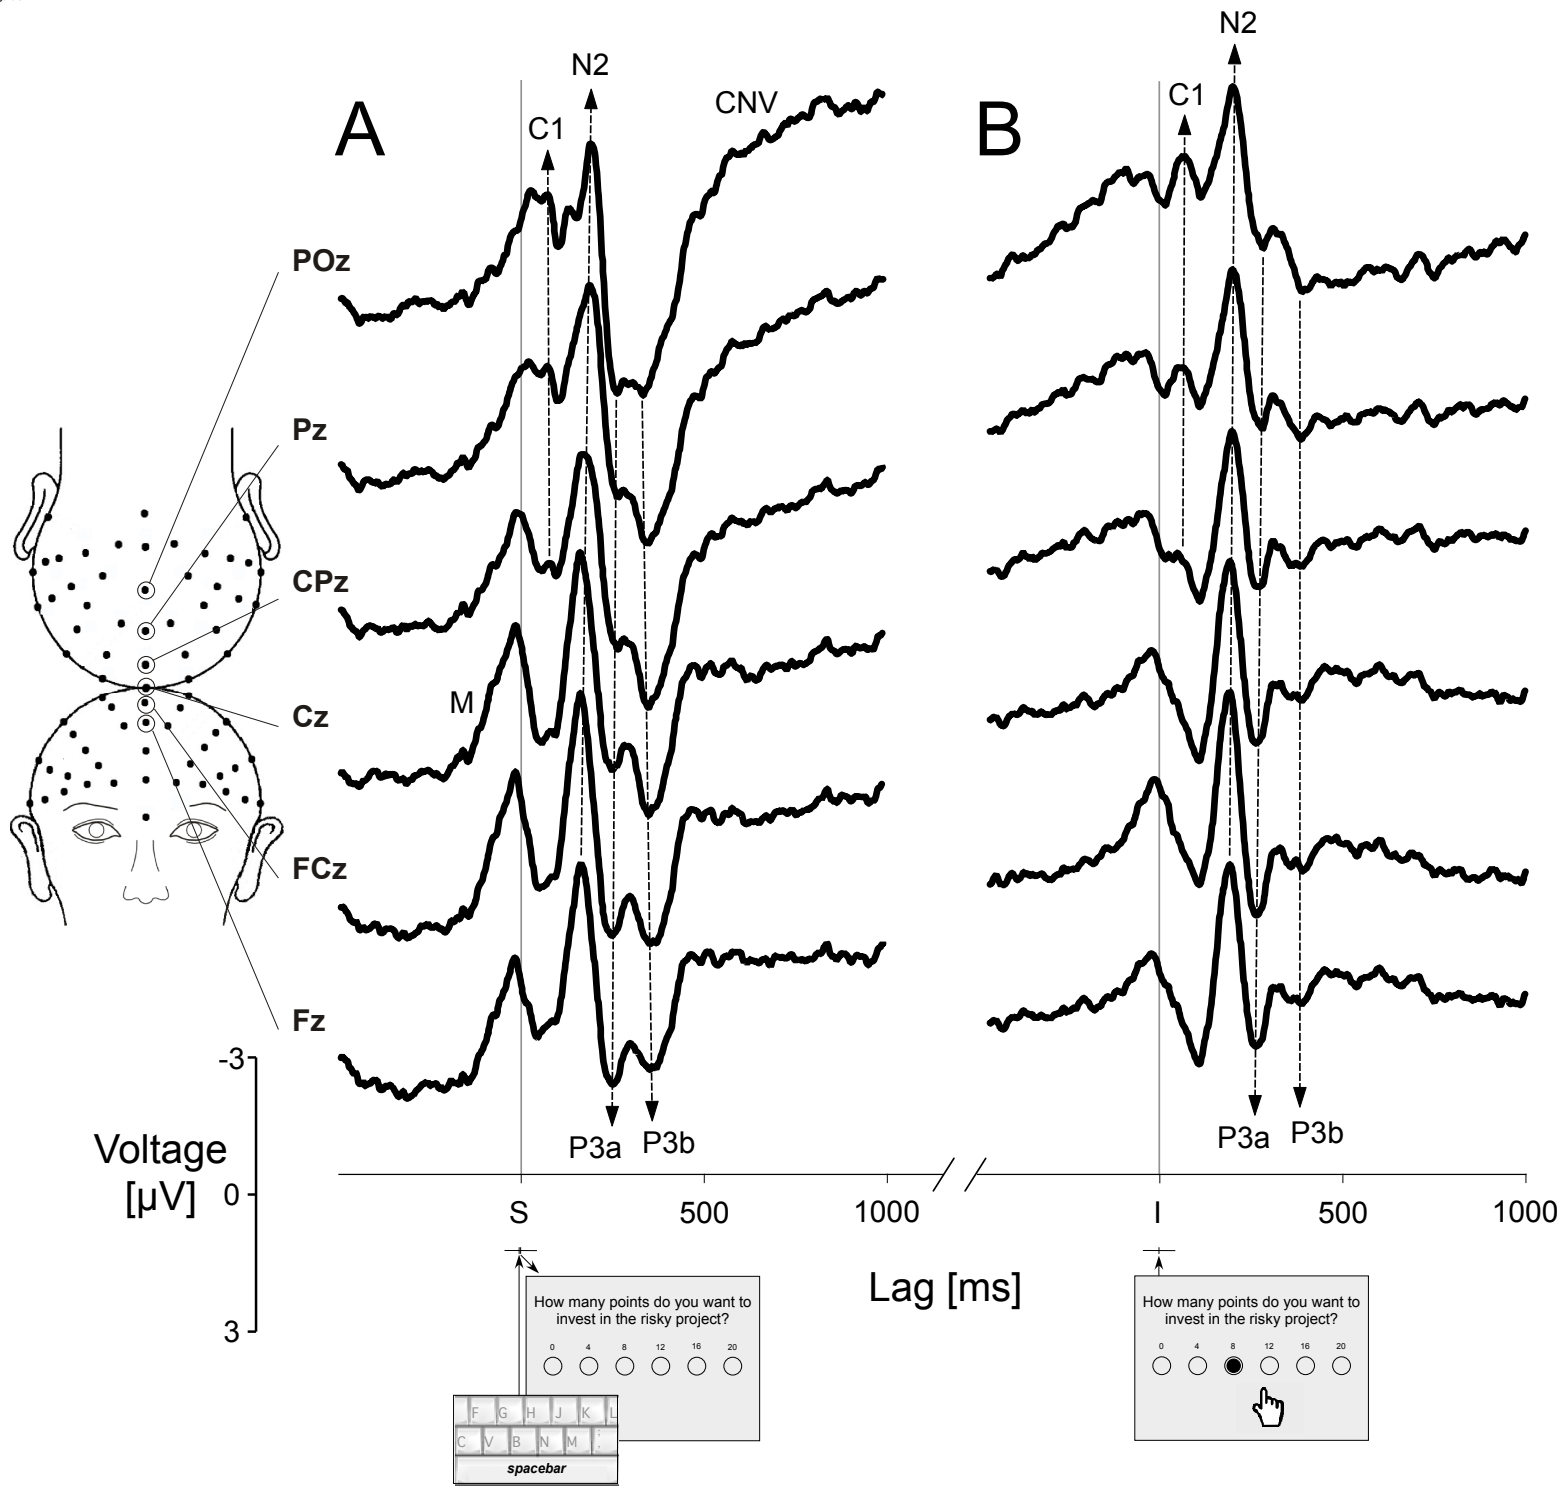 N2
N2
A
C1
CNV
B
C1
POz
Pz
CPz
M
Cz
FCz
Fz
-3
Voltage
[µV]
0
3
P3a
P3b
P3a
P3b
S
500
1000
I
500
1000
Lag [ms]
How many points do you want to
invest in the risky project?
0 4 8 12 16 20
F G H J K L
C V B N M ;
spacebar
How many points do you want to
invest in the risky project?
0 4 8 12 16 20